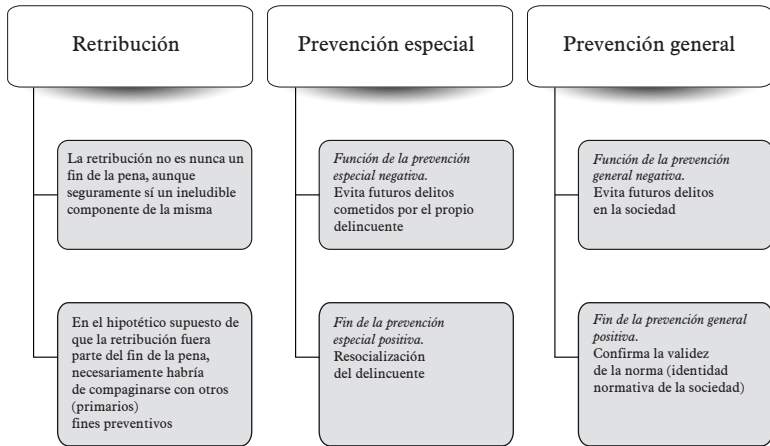 Retribución
La retribución no es nunca un
fin de la pena, aunque
seguramente sí un ineludible
componente de la misma
En el hipotético supuesto de
que la retribución fuera
parte del fin de la pena,
necesariamente habría
de compaginarse con otros
(primarios)
fines preventivos
Prevención especial
Función de la prevención
especial negativa.
Evita futuros delitos
cometidos por el propio
delincuente
Fin de la prevención
especial positiva.
Resocialización
del delincuente
Prevención general
Función de la prevención
general negativa.
Evita futuros delitos
en la sociedad
Fin de la prevención general
positiva.
Confirma la validez
de la norma (identidad
normativa de la sociedad)